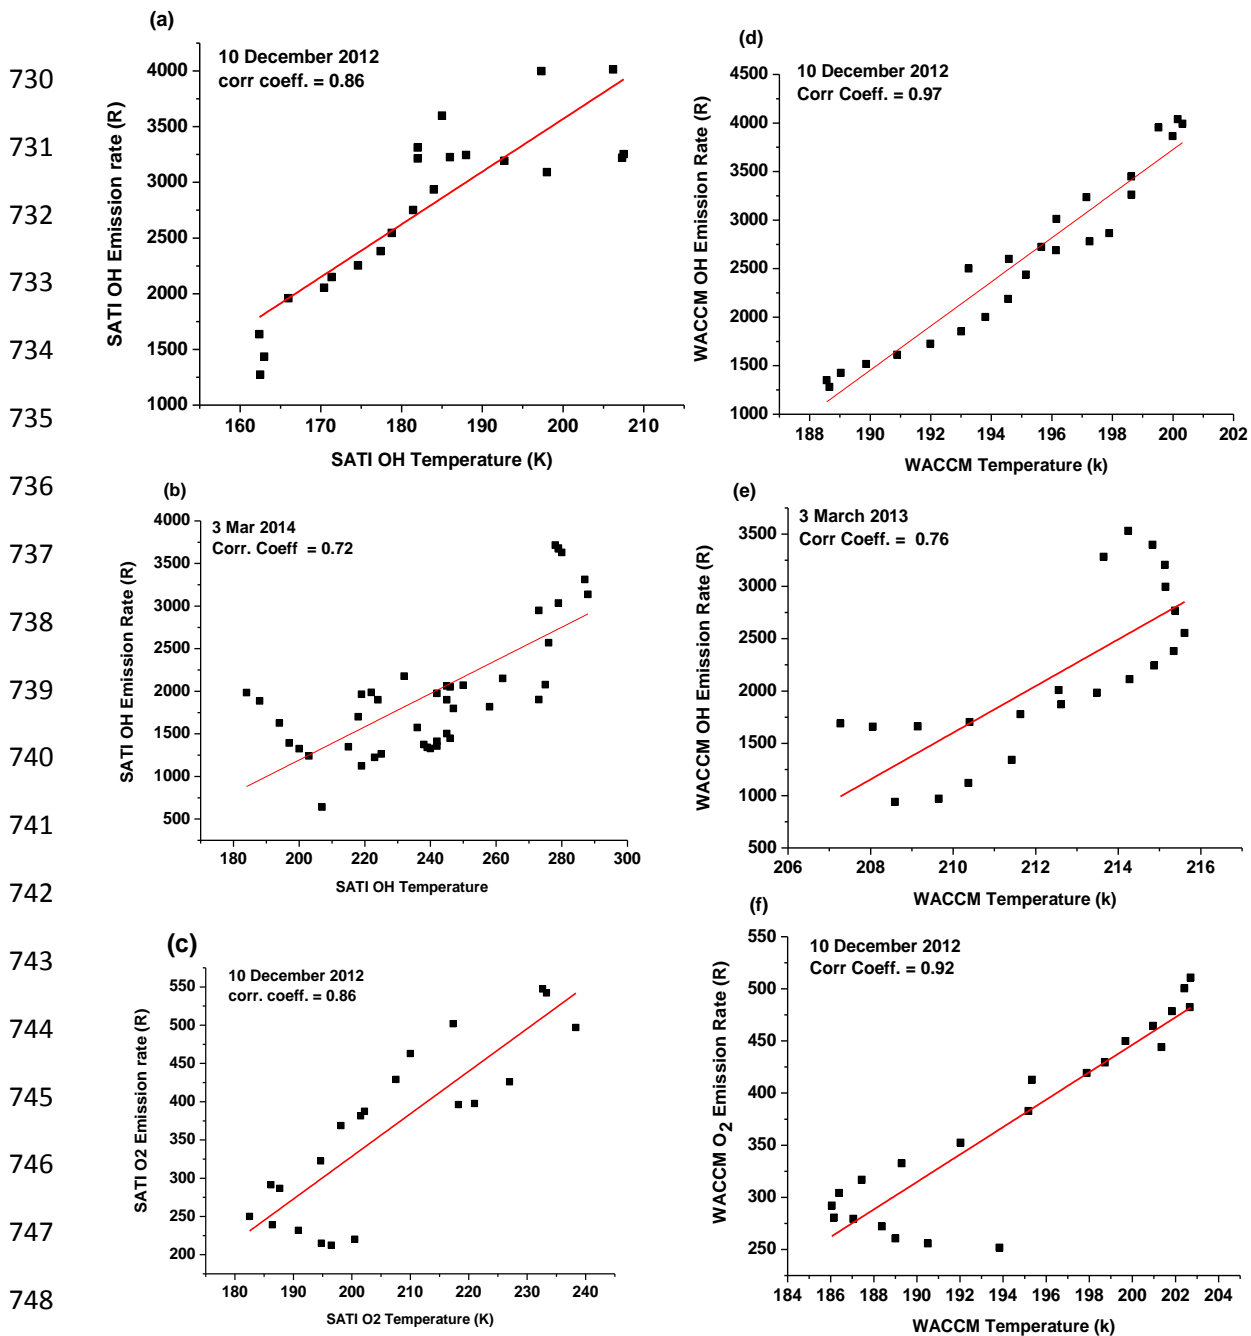 (a)
10 December 2012
corr coeff. = 0.86
4000
3500
3000
2500
2000
1500
1000
SATI OH Emission rate (R)
160 170 180 190 200 210
SATI OH Temperature (K)
(d)
10 December 2012
Corr Coeff. = 0.97
4500
4000
3500
3000
2500
2000
1500
1000
WACCM OH Emission Rate (R)
188 190 192 194 196 198 200 202
WACCM Temperature (k)
(b)
3 Mar 2014
Corr. Coeff = 0.72
4000
3500
3000
2500
2000
1500
1000
500
SATI OH Emission Rate (R)
180 200 220 240 260 280 300
SATI OH Temperature
(e)
3 March 2013
Corr Coeff. = 0.76
3500
3000
2500
2000
1500
1000
500
WACCM OH Emission Rate (R)
206 208 210 212 214 216
WACCM Temperature (k)
(c)
10 December 2012
corr. coeff. = 0.86
550
500
450
400
350
300
250
200
SATI O2 Emission rate (R)
180 190 200 210 220 230 240
SATI O2 Temperature (K)
(f)
10 December 2012
Corr Coeff. = 0.92
550
500
450
400
350
300
250
WACCM O2 Emission Rate (R)
184 186 188 190 192 194 196 198 200 202 204
WACCM Temperature (k)
730
731
732
733
734
735
736
737
738
739
740
741
742
743
744
745
746
747
748